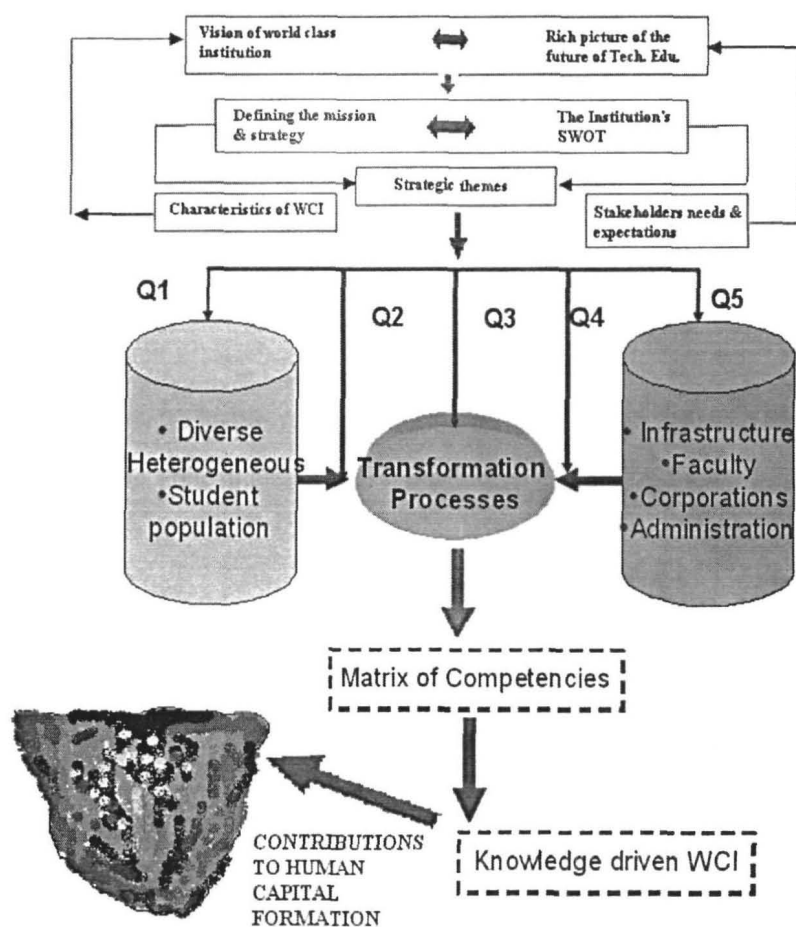 Vision of world class
institution
Rich picture of the
future of Tech. Edu.
Defining the mission
& strategy
The Institution's
SWOT
Strategic themes
Characteristics of WCI
Stakeholders needs &
expectations
Q1
Q2
Q3
Q4
Q5
• Diverse
Heterogeneous
• Student
population
Transformation
Processes
• Infrastructure
• Faculty
• Corporations
• Administration
Matrix of Competencies
Knowledge driven WCI
CONTRIBUTIONS
TO HUMAN
CAPITAL
FORMATION